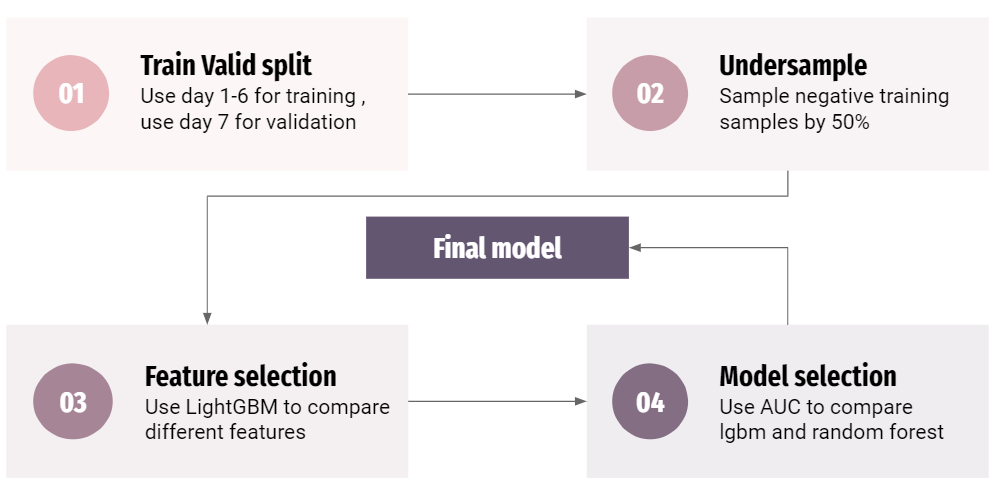 01
Train Valid split
Use day 1-6 for training ,
use day 7 for validation
02
Undersample
Sample negative training
samples by 50%
Final model
03
Feature selection
Use LightGBM to compare
different features
04
Model selection
Use AUC to compare
lgbm and random forest